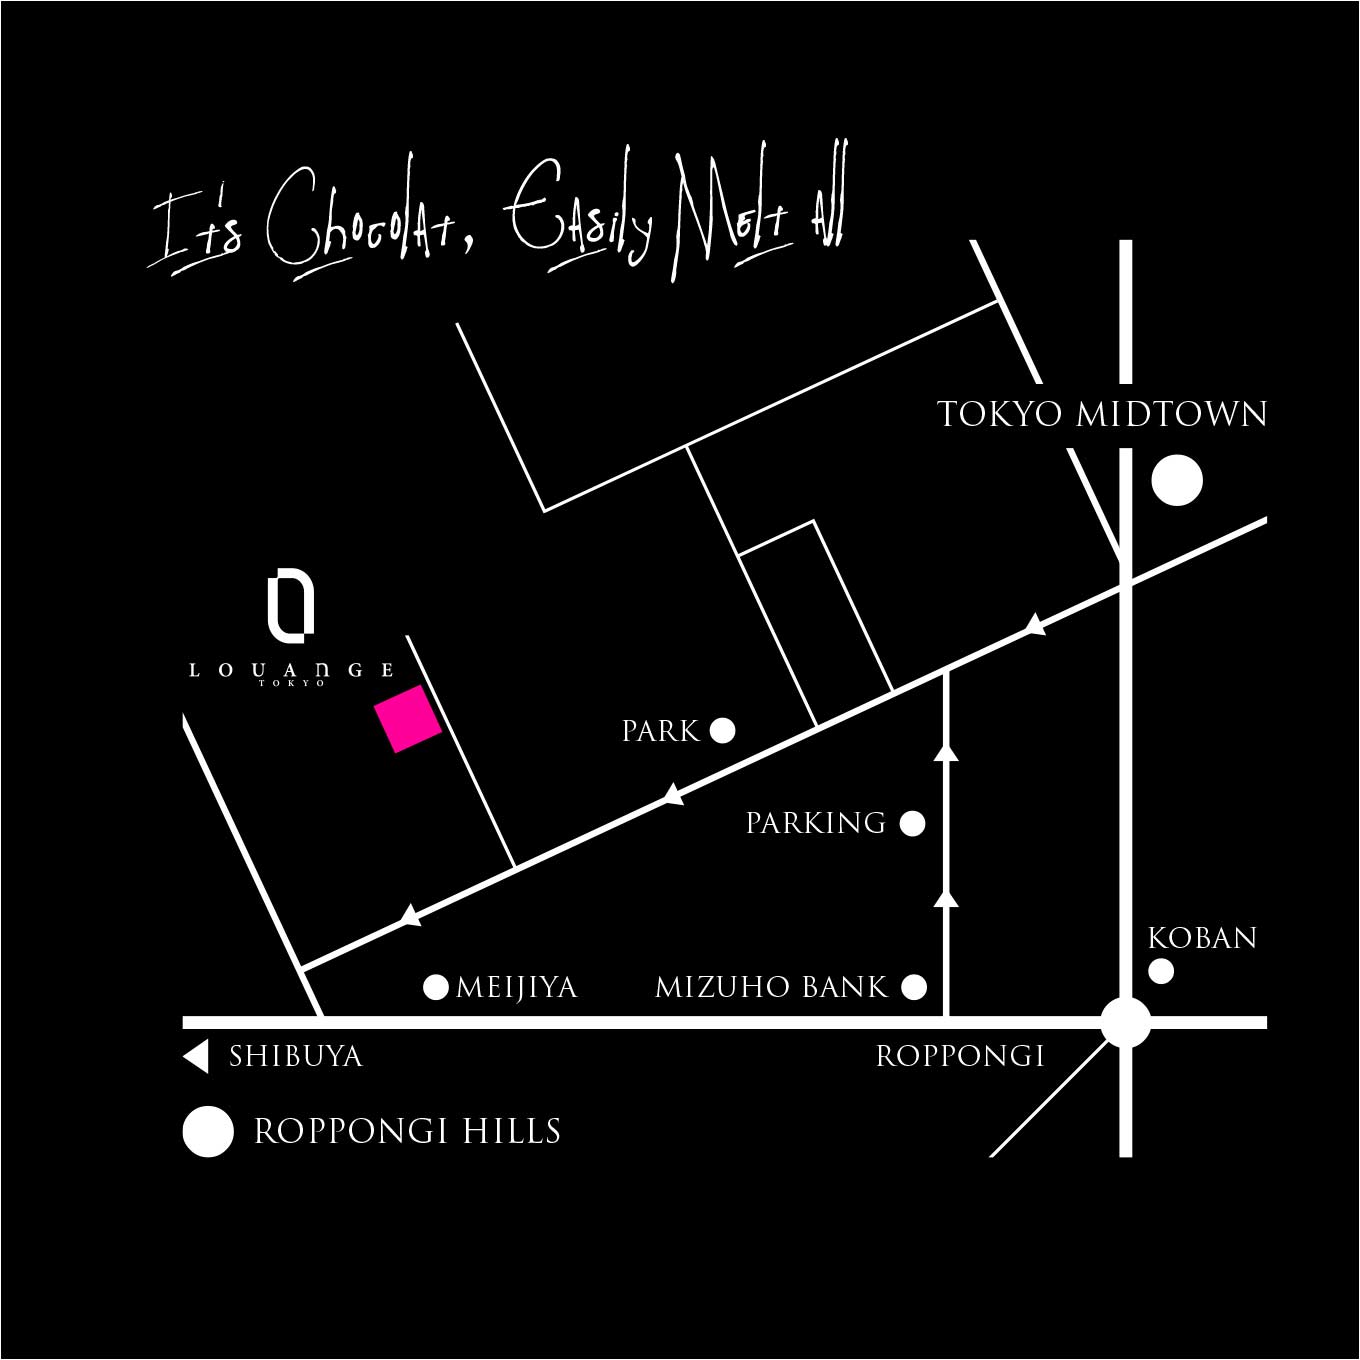 It's Chocolat, Easily Melt All
TOKYO MIDTOWN
LOUANGE
TOKYO
PARK
PARKING
KOBAN
MEIJIYA
MIZUHO BANK
SHIBUYA
ROPPONGI
ROPPONGI HILLS